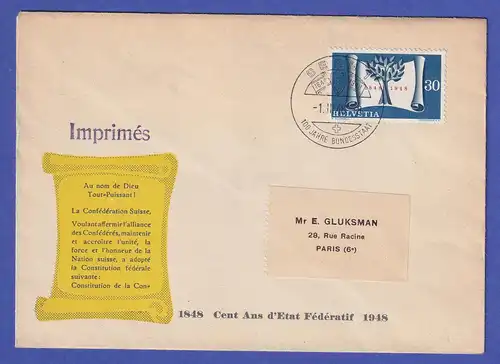 1848 1948
30
HELVETIA
100 JAHRE BUNDESSTAAT
Imprimés
Au nom de Dieu
Tout-Puissant!
La Confédération Suisse,
Voulant affermir l'alliance
des Confédérés, maintenir
et accroître l'unité, la
force et l'honneur de la
Nation suisse, a adopté
la Constitution fédérale
suivante:
Constitution de la Con=
Mr E. GLUKSMAN
28, Rue Racine
PARIS (6e)
1848 Cent Ans d'Etat Fédératif 1948